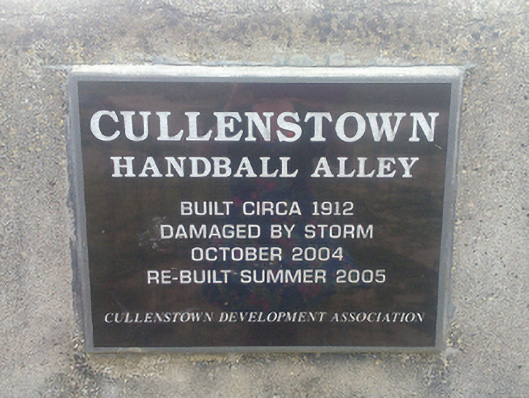 CULLENSTOWN
HANDBALL ALLEY
BUILT CIRCA 1912
DAMAGED BY STORM
OCTOBER 2004
RE-BUILT SUMMER 2005
CULLENSTOWN DEVELOPMENT ASSOCIATION